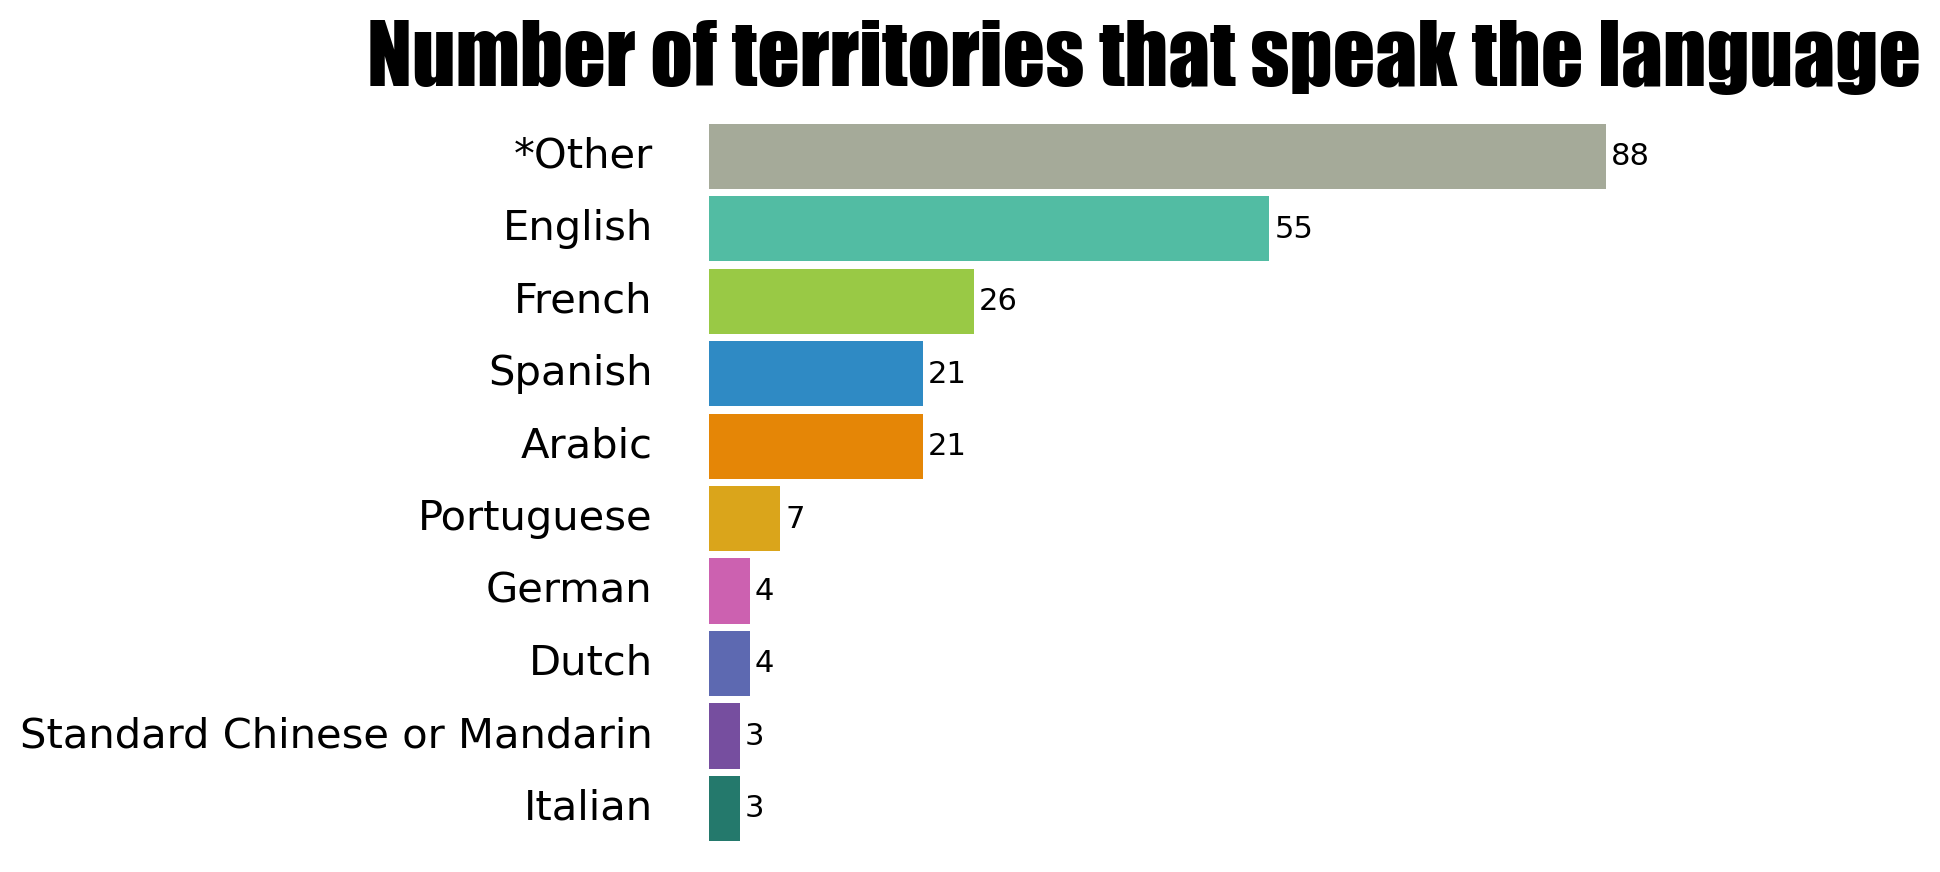 Number of territories that speak the language
*Other 88
English 55
French 26
Spanish 21
Arabic 21
Portuguese 7
German 4
Dutch 4
Standard Chinese or Mandarin 3
Italian 3